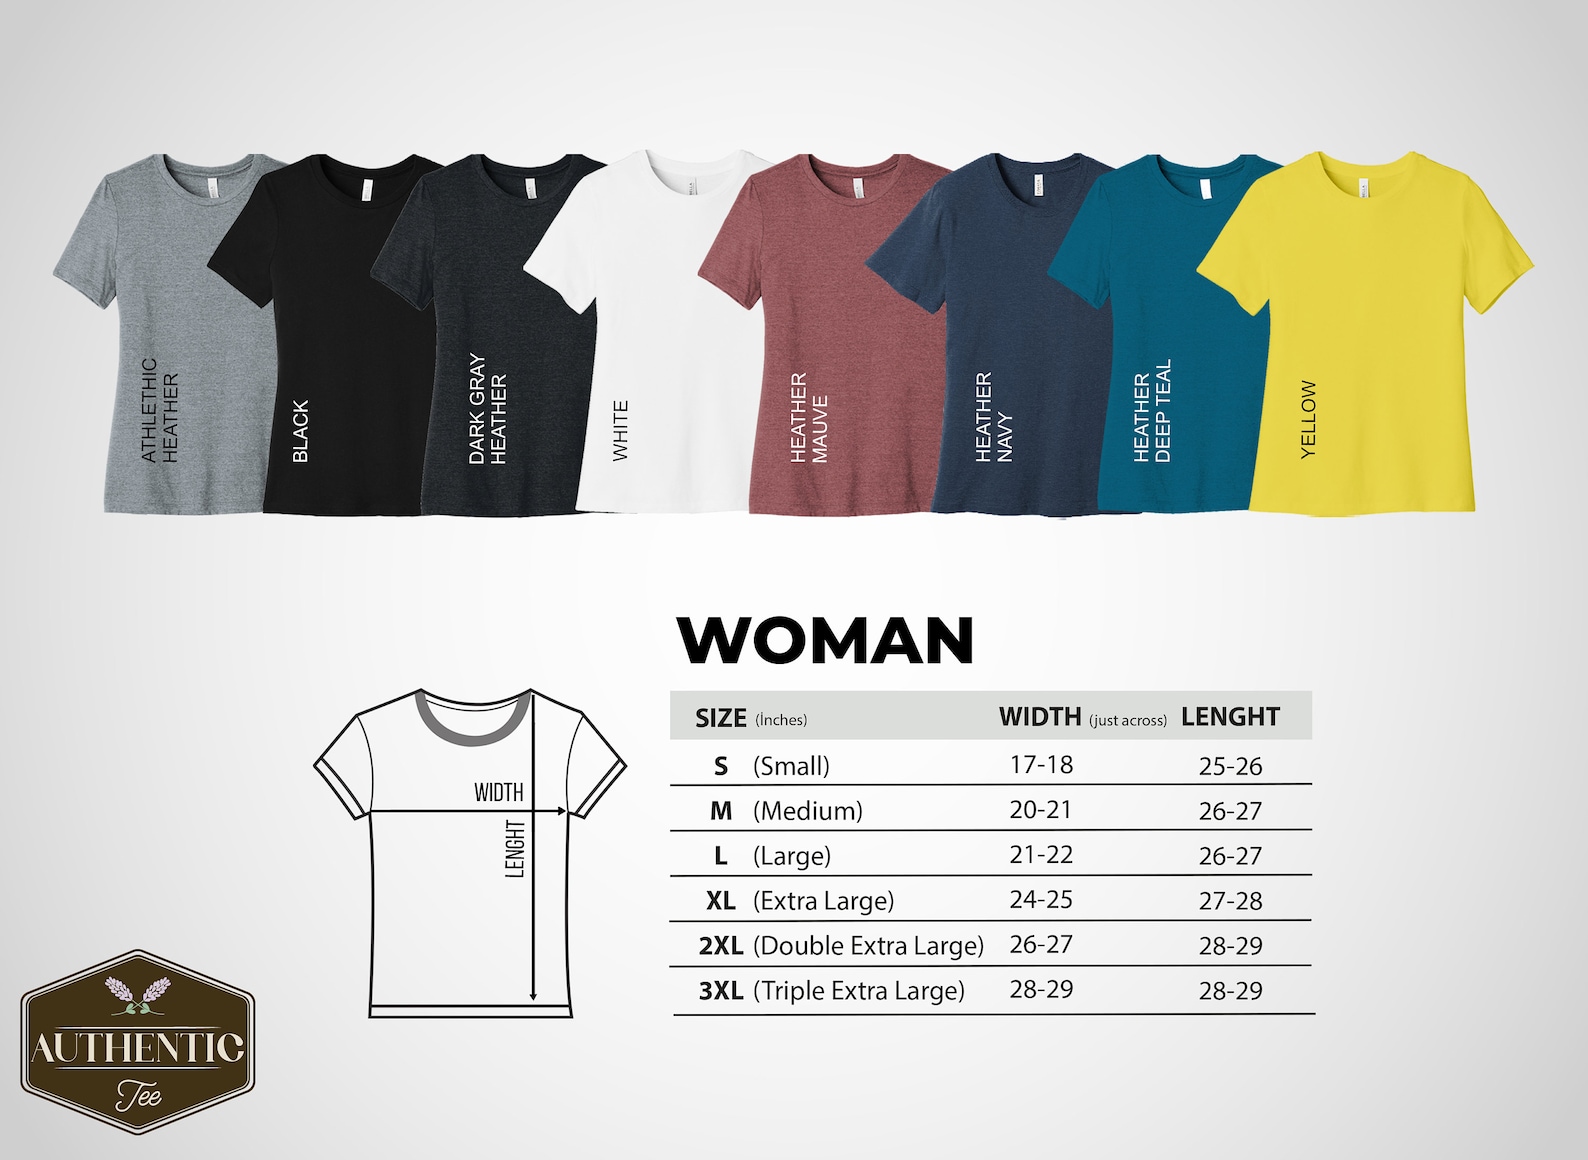 ATHLETHIC
HEATHER
BLACK
DARK GRAY
HEATHER
WHITE
HEATHER
MAUVE
HEATHER
NAVY
HEATHER
DEEP TEAL
YELLOW
WOMAN
SIZE (İnches) WIDTH (just across) LENGHT
S (Small) 17-18 25-26
M (Medium) 20-21 26-27
L (Large) 21-22 26-27
XL (Extra Large) 24-25 27-28
2XL (Double Extra Large) 26-27 28-29
3XL (Triple Extra Large) 28-29 28-29
WIDTH
LENGHT
AUTHENTIC
Tee